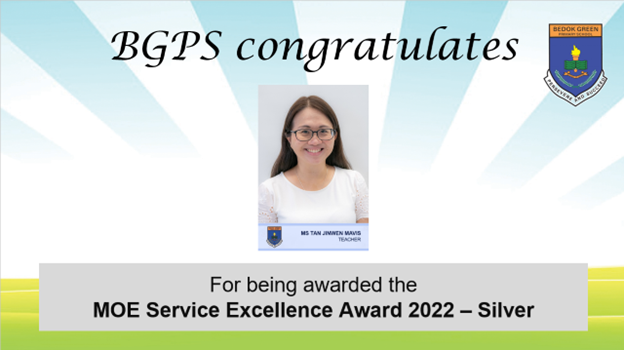 BGPS congratulates
BEDOK GREEN
PRIMARY SCHOOL
PERSEVERE AND SUCCEED
MS TAN JIMWEN MAVIS
TEACHER
For being awarded the
MOE Service Excellence Award 2022 – Silver